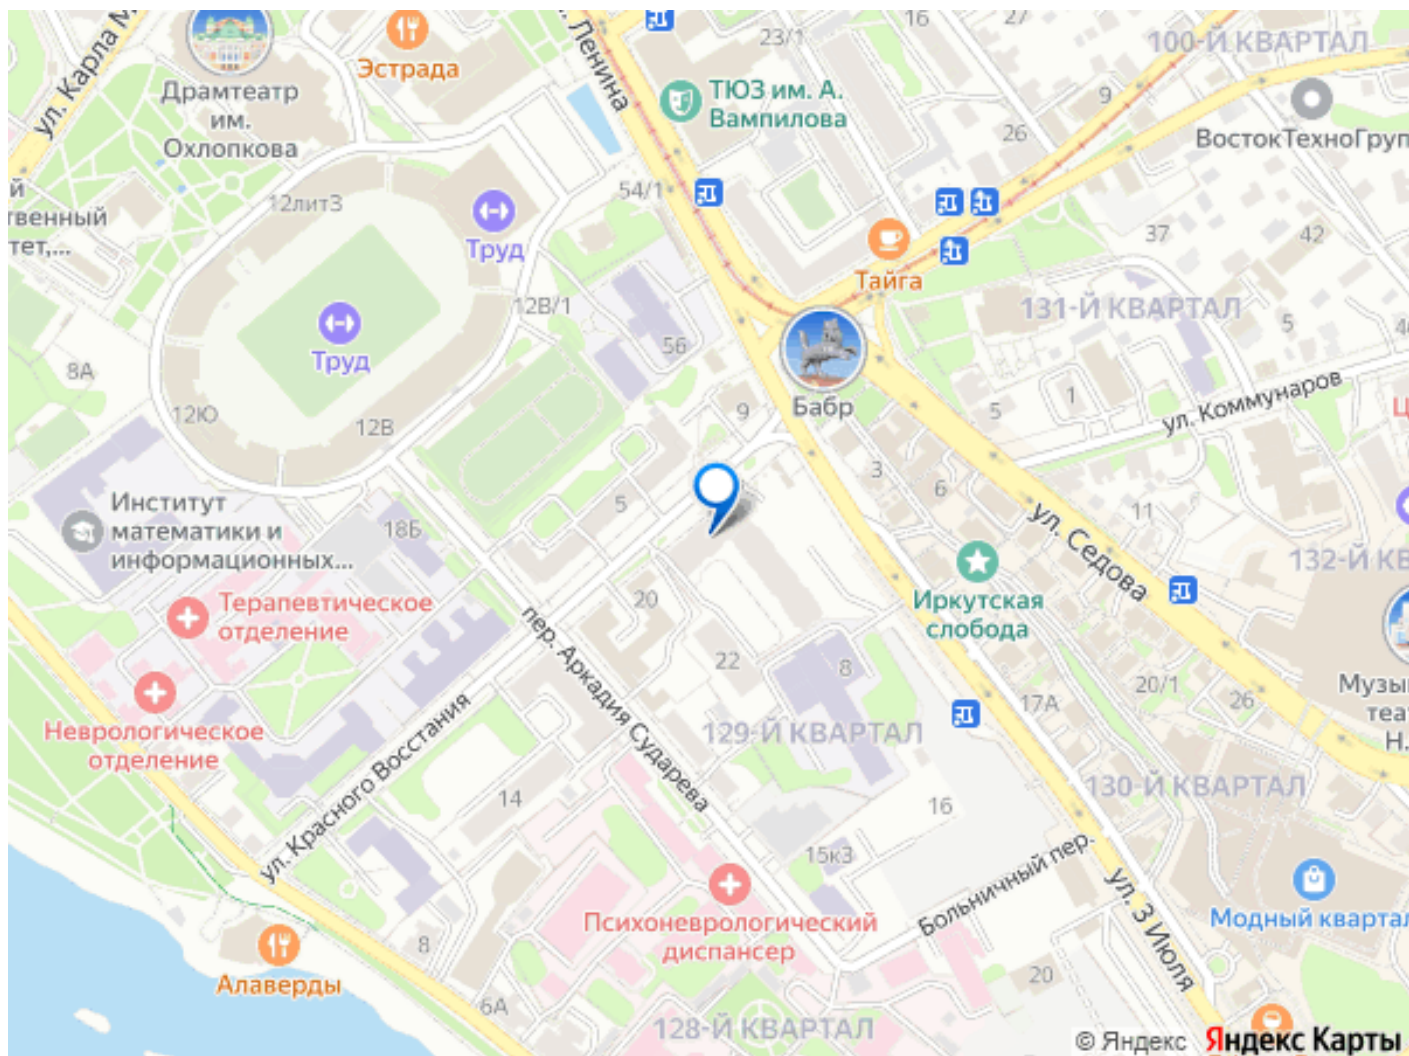 ул. Карла М
Эстрада
. Ленина
23/1
16
27
100-Й КВАРТАЛ
Драмтеатр
им.
Охлопкова
ТЮЗ им. А.
Вампилова
9
26
ВостокТехноГруп
й
твенный
тет,...
12лит3
Труд
54/1
37
42
Тайга
12В/1
131-Й КВАРТАЛ
5
Труд
56
8А
Бабр
5
1
ул. Коммунаров
Ц
12Ю
12В
9
3
6
Институт
математики и
информационных...
18Б
5
11
ул. Седова
132-Й КВ
Терапевтическое
отделение
20
пер. Аркадия Сударева
Иркутская
слобода
22
8
17А
20/1
26
Музы
теа
Н.
Неврологическое
отделение
ул. Красного Восстания
129-Й КВАРТАЛ
130-Й КВАРТАЛ
14
16
15к3
Больничный пер.
ул. 3 Июля
Психоневрологический
диспансер
Модный квартал
8
Алаверды
6А
20
128-Й КВАРТАЛ
© Яндекс Яндекс Карты